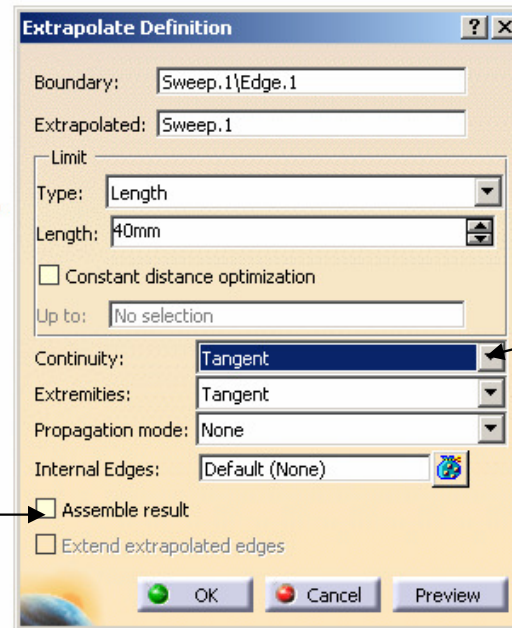 Extrapolate Definition
Boundary: Sweep.1\Edge.1
Extrapolated: Sweep.1
Limit
Type: Length
Length: 40mm
Constant distance optimization
Up to: No selection
Continuity: Tangent
Extremities: Tangent
Propagation mode: None
Internal Edges: Default (None)
Assemble result
Extend extrapolated edges
OK Cancel Preview